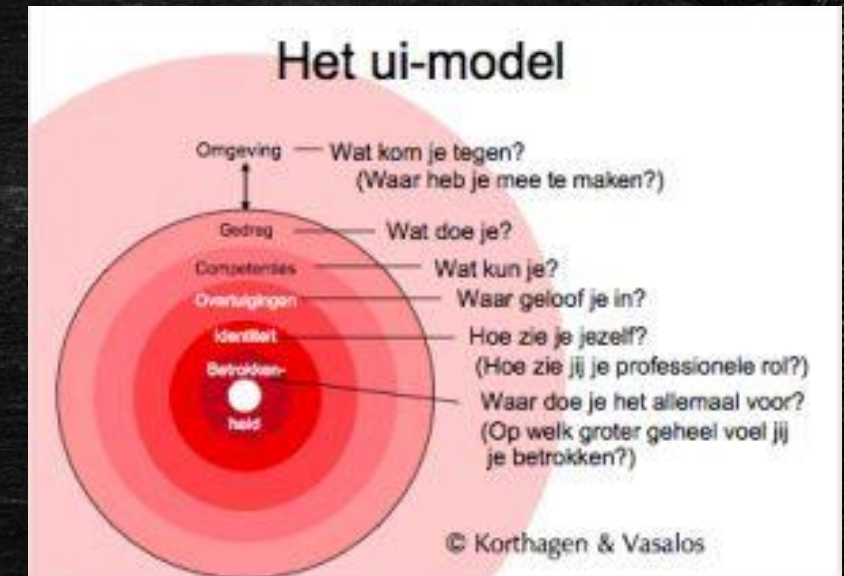 Het ui-model
Omgeving
Wat kom je tegen?
(Waar heb je mee te maken?)
Gedrag
Wat doe je?
Competenties
Wat kun je?
Overtuigingen
Waar geloof je in?
Identiteit
Hoe zie je jezelf?
(Hoe zie jij je professionele rol?)
Betrokken-
heid
Waar doe je het allemaal voor?
(Op welk groter geheel voel jij
je betrokken?)
© Korthagen & Vasalos